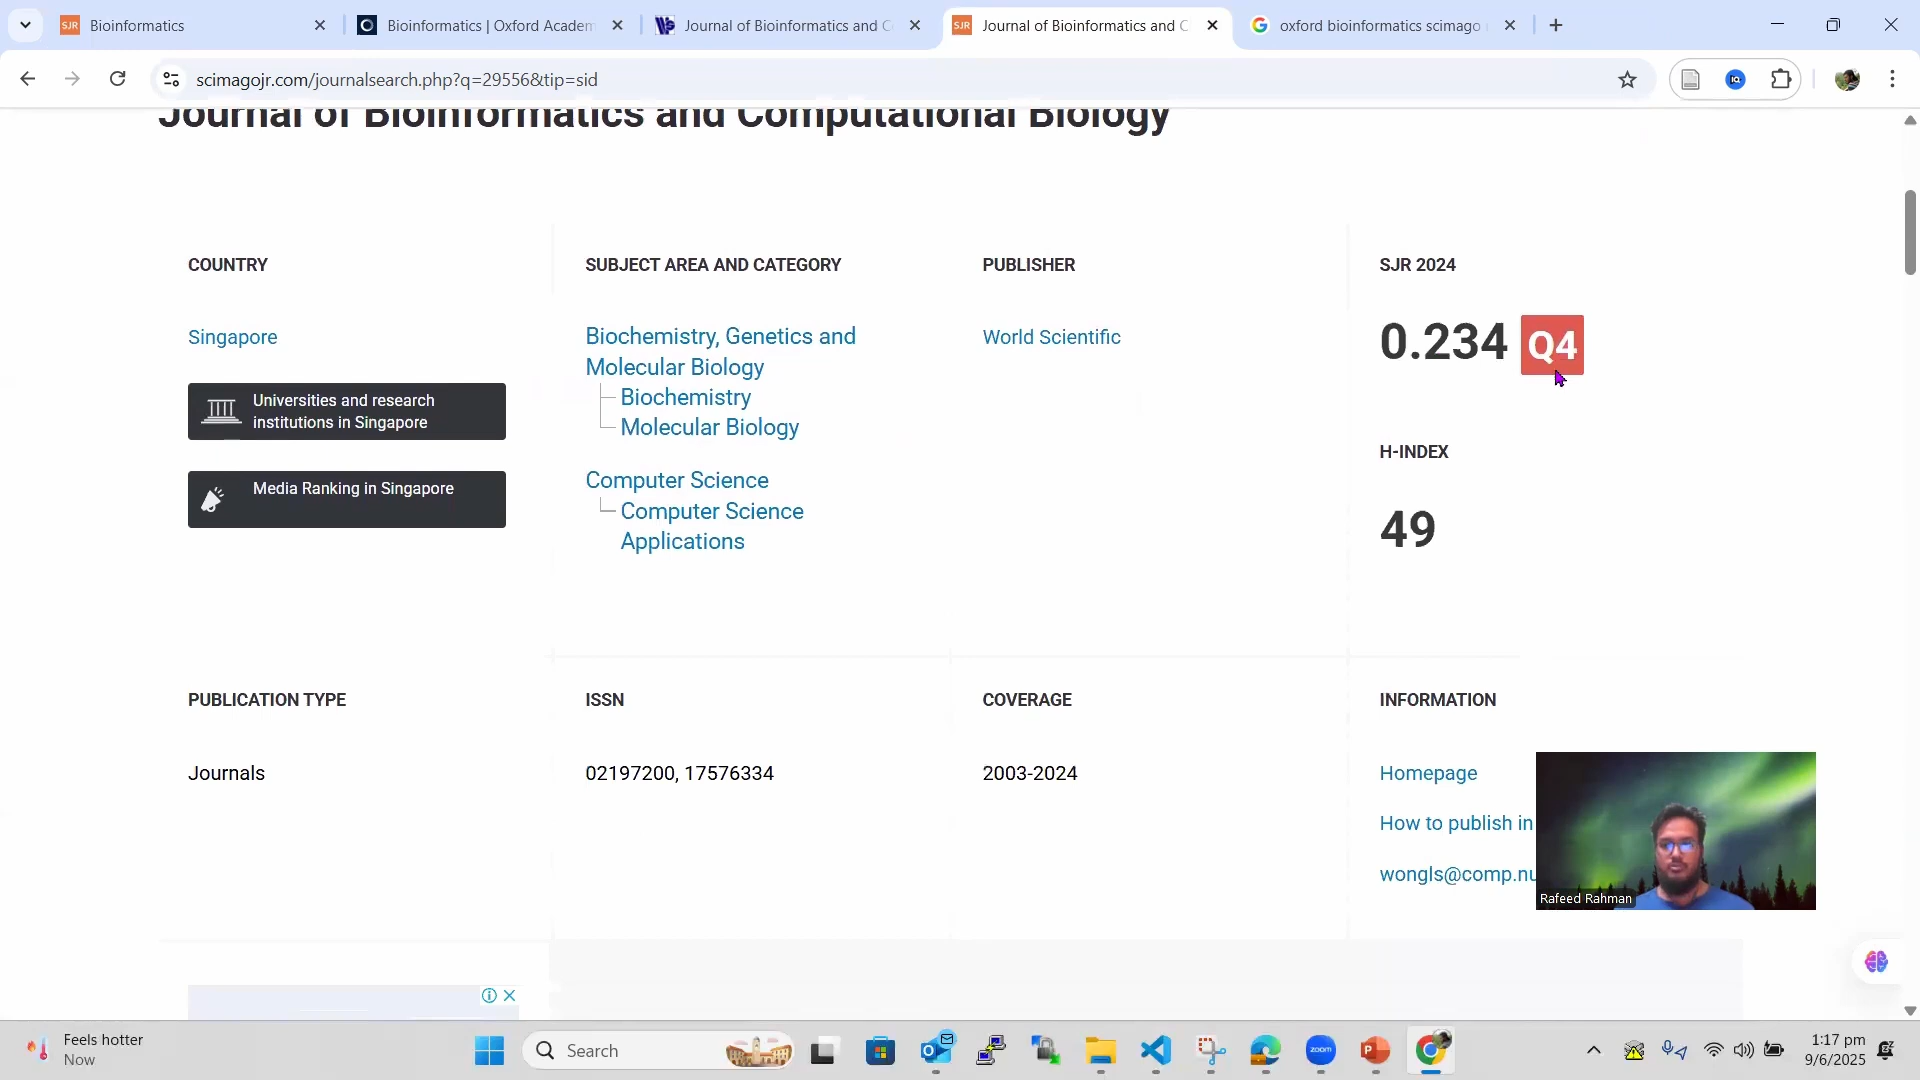 SJR Bioinformatics
Bioinformatics | Oxford Academ
Journal of Bioinformatics and C
SJR Journal of Bioinformatics and C
oxford bioinformatics scimago
scimagojr.com/journalsearch.php?q=29556&tip=sid
Journal of Bioinformatics and Computational Biology
COUNTRY
Singapore
Universities and research
institutions in Singapore
Media Ranking in Singapore
SUBJECT AREA AND CATEGORY
Biochemistry, Genetics and
Molecular Biology
Biochemistry
Molecular Biology
Computer Science
Computer Science
Applications
PUBLISHER
World Scientific
SJR 2024
0.234 Q4
H-INDEX
49
PUBLICATION TYPE
Journals
ISSN
02197200, 17576334
COVERAGE
2003-2024
INFORMATION
Homepage
How to publish in
wongls@comp.nu
Rafeed Rahman
Feels hotter
Now
Search
zoom
1:17 pm
9/6/2025